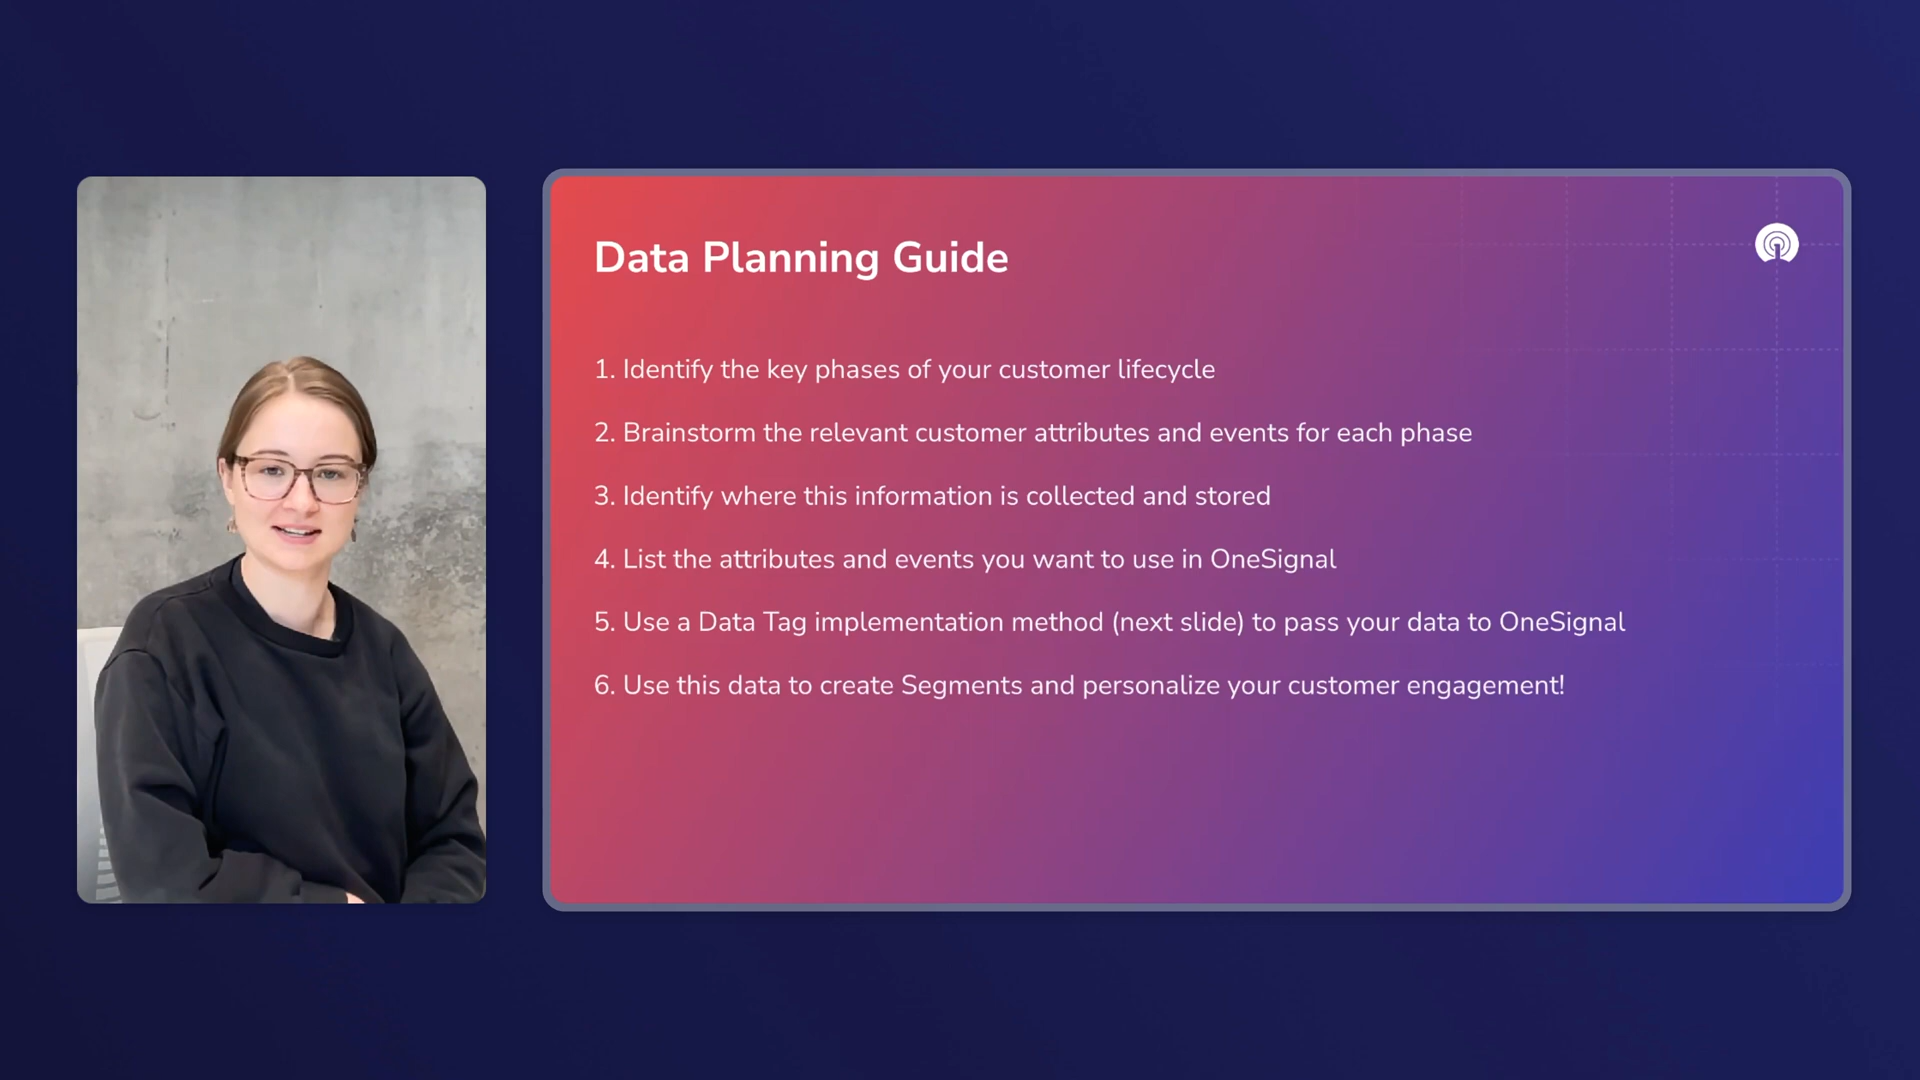 Data Planning Guide
1. Identify the key phases of your customer lifecycle
2. Brainstorm the relevant customer attributes and events for each phase
3. Identify where this information is collected and stored
4. List the attributes and events you want to use in OneSignal
5. Use a Data Tag implementation method (next slide) to pass your data to OneSignal
6. Use this data to create Segments and personalize your customer engagement!